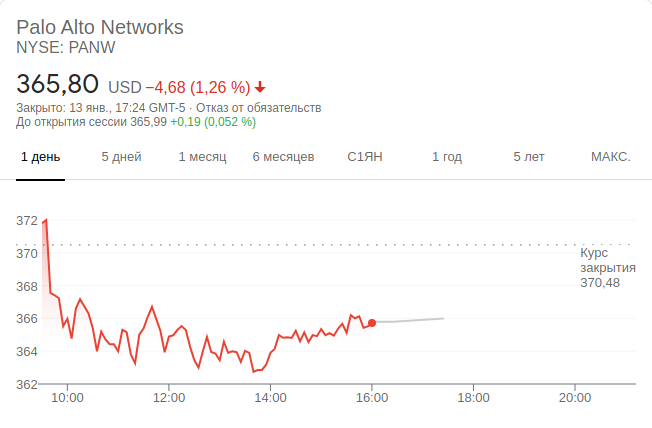 Palo Alto Networks
NYSE: PANW
365,80 USD −4,68 (1,26 %)
Закрыто: 13 янв., 17:24 GMT-5 · Отказ от обязательств
До открытия сессии 365,99 +0,19 (0,052 %)
1 день 5 дней 1 месяц 6 месяцев С1ЯН 1 год 5 лет МАКС.
372
370
368
366
364
362
Курс
закрытия
370,48
10:00 12:00 14:00 16:00 18:00 20:00